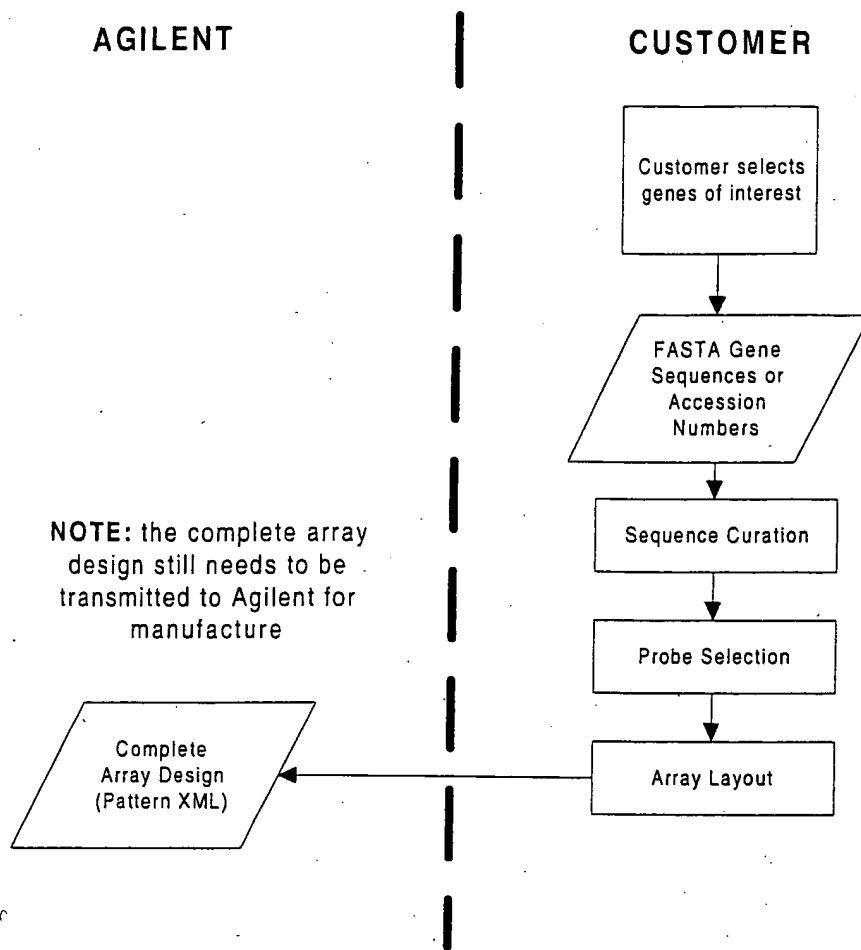 AGILENT
CUSTOMER
Customer selects
genes of interest
FASTA Gene
Sequences or
Accession
Numbers
Sequence Curation
NOTE: the complete array
design still needs to be
transmitted to Agilent for
manufacture
Probe Selection
Complete
Array Design
(Pattern XML)
Array Layout